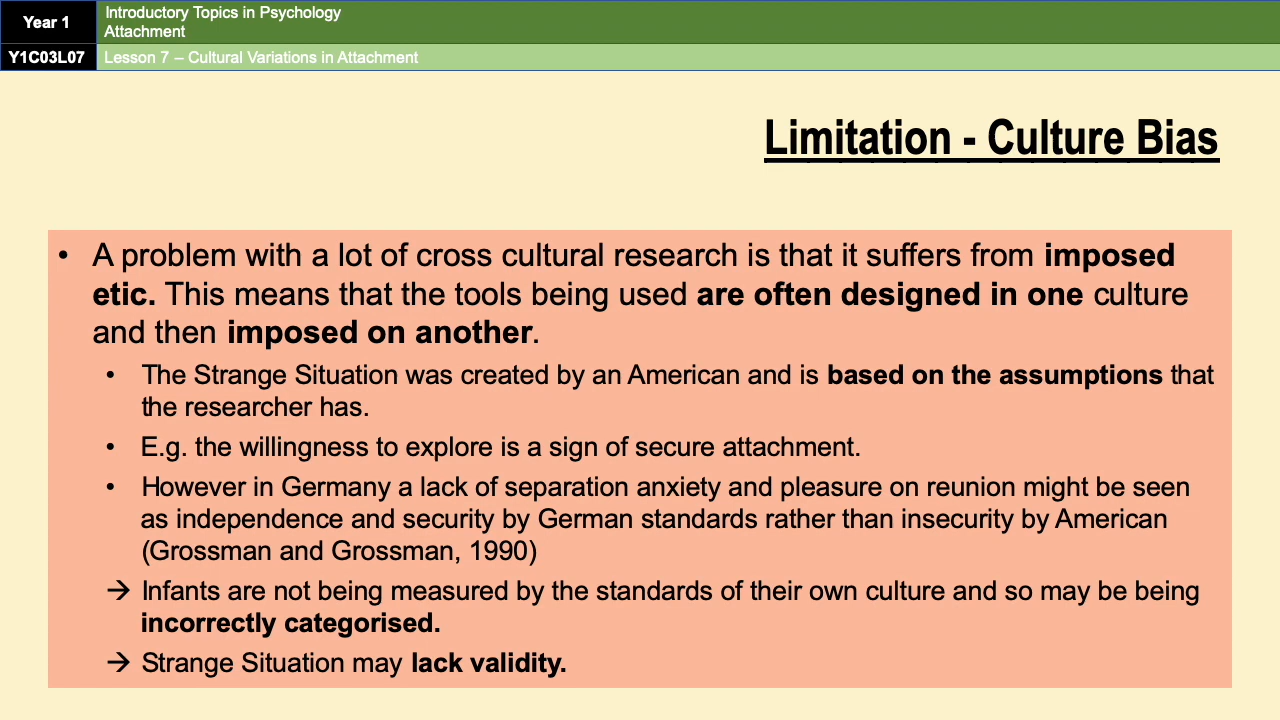 Year 1
Introductory Topics in Psychology
Attachment
Y1C03L07
Lesson 7 – Cultural Variations in Attachment
Limitation - Culture Bias
• A problem with a lot of cross cultural research is that it suffers from imposed
etic. This means that the tools being used are often designed in one culture
and then imposed on another.
• The Strange Situation was created by an American and is based on the assumptions that
the researcher has.
• E.g. the willingness to explore is a sign of secure attachment.
• However in Germany a lack of separation anxiety and pleasure on reunion might be seen
as independence and security by German standards rather than insecurity by American
(Grossman and Grossman, 1990)
→ Infants are not being measured by the standards of their own culture and so may be being
incorrectly categorised.
→ Strange Situation may lack validity.